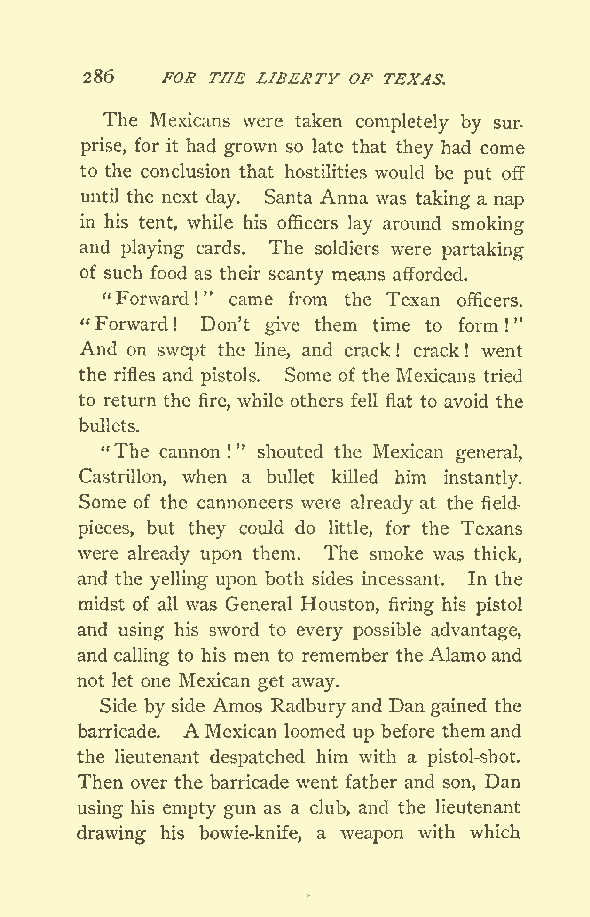 286 FOR THE LIBERTY OF TEXAS.
The Mexicans were taken completely by sur-
prise, for it had grown so late that they had come
to the conclusion that hostilities would be put off
until the next day. Santa Anna was taking a nap
in his tent, while his officers lay around smoking
and playing cards. The soldiers were partaking
of such food as their scanty means afforded.
"Forward!" came from the Texan officers.
"Forward! Don't give them time to form!"
And on swept the line, and crack! crack! went
the rifles and pistols. Some of the Mexicans tried
to return the fire, while others fell flat to avoid the
bullets.
"The cannon!" shouted the Mexican general,
Castrillon, when a bullet killed him instantly.
Some of the cannoneers were already at the field-
pieces, but they could do little, for the Texans
were already upon them. The smoke was thick,
and the yelling upon both sides incessant. In the
midst of all was General Houston, firing his pistol
and using his sword to every possible advantage,
and calling to his men to remember the Alamo and
not let one Mexican get away.
Side by side Amos Radbury and Dan gained the
barricade. A Mexican loomed up before them and
the lieutenant despatched him with a pistol-shot.
Then over the barricade went father and son, Dan
using his empty gun as a club, and the lieutenant
drawing his bowie-knife, a weapon with which